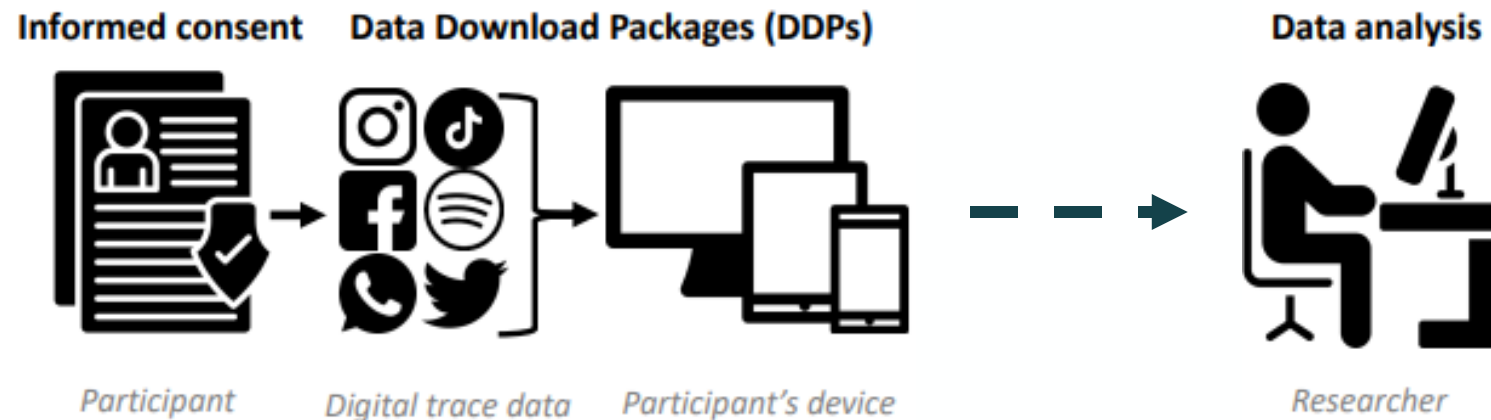 Informed consent
Data Download Packages (DDPs)
Data analysis
Participant
Digital trace data
Participant's device
Researcher